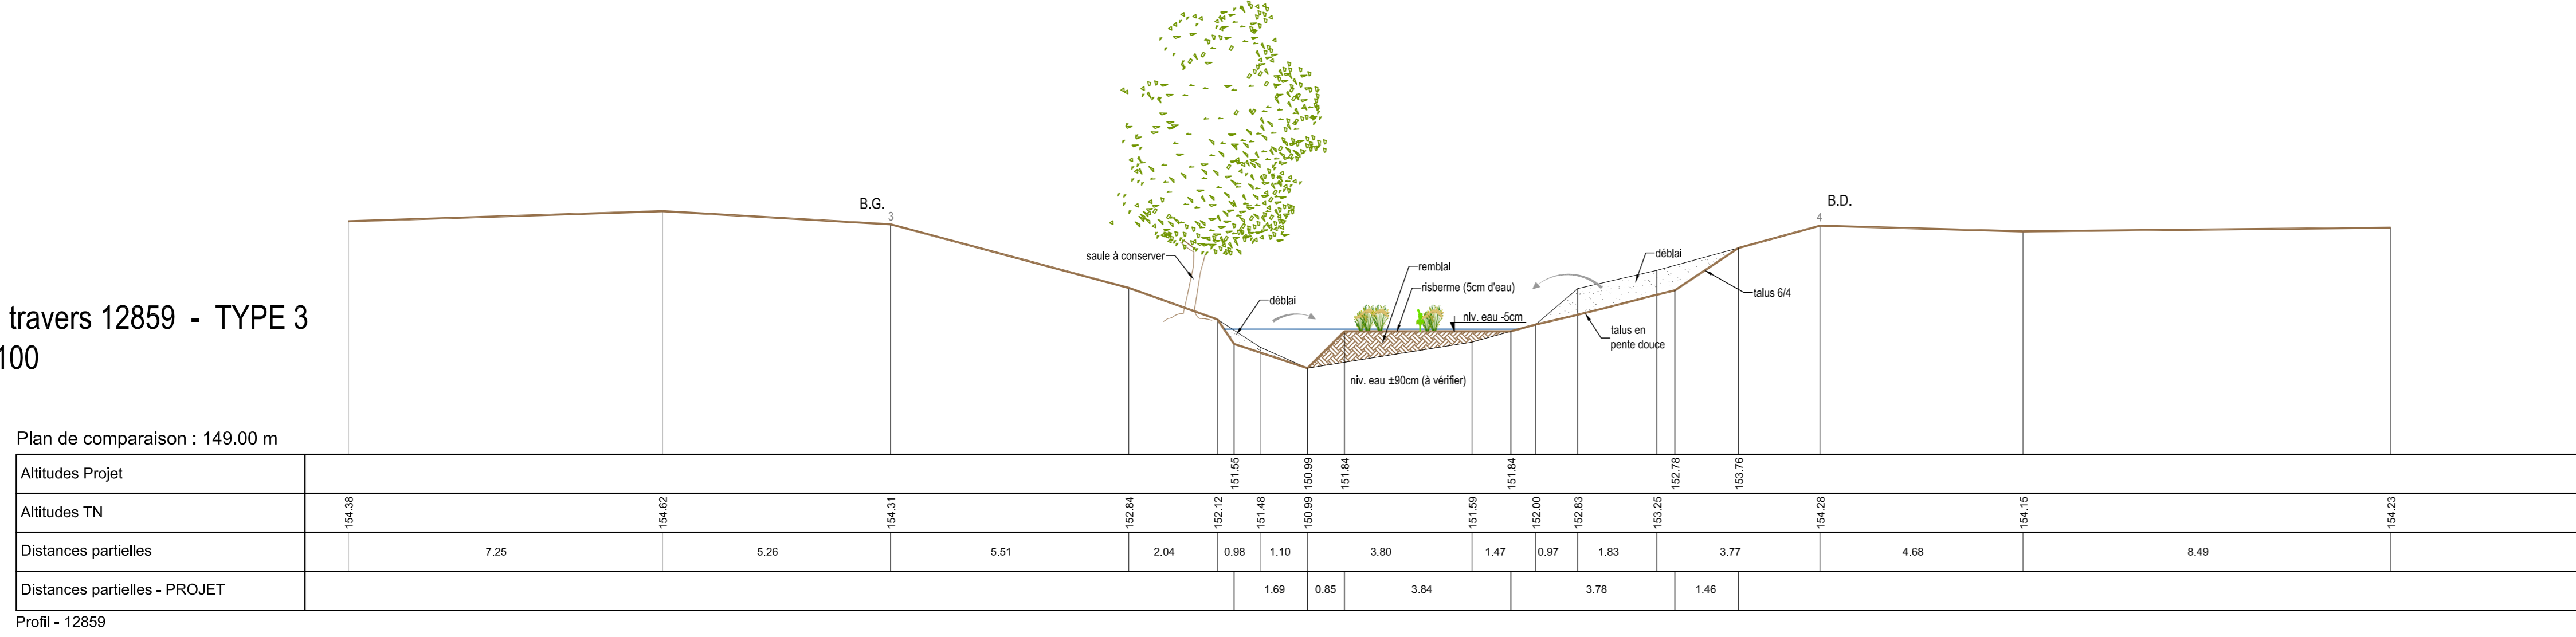 B.G.
3
B.D.
4
saule à conserver
déblai
remblai
risberme (5cm d'eau)
niv. eau -5cm
déblai
talus 6/4
talus en
pente douce
niv. eau ±90cm (à vérifier)
travers 12859 - TYPE 3
100
Plan de comparaison : 149.00 m
Altitudes Projet 151.55 150.99 151.84 151.84 152.78 153.76
Altitudes TN 154.38 154.62 154.31 152.84 152.12 151.48 150.99 151.59 152.00 152.83 153.25 154.28 154.15 154.23
Distances partielles 7.25 5.26 5.51 2.04 0.98 1.10 3.80 1.47 0.97 1.83 3.77 4.68 8.49
Distances partielles - PROJET 1.69 0.85 3.84 3.78 1.46
Profil - 12859